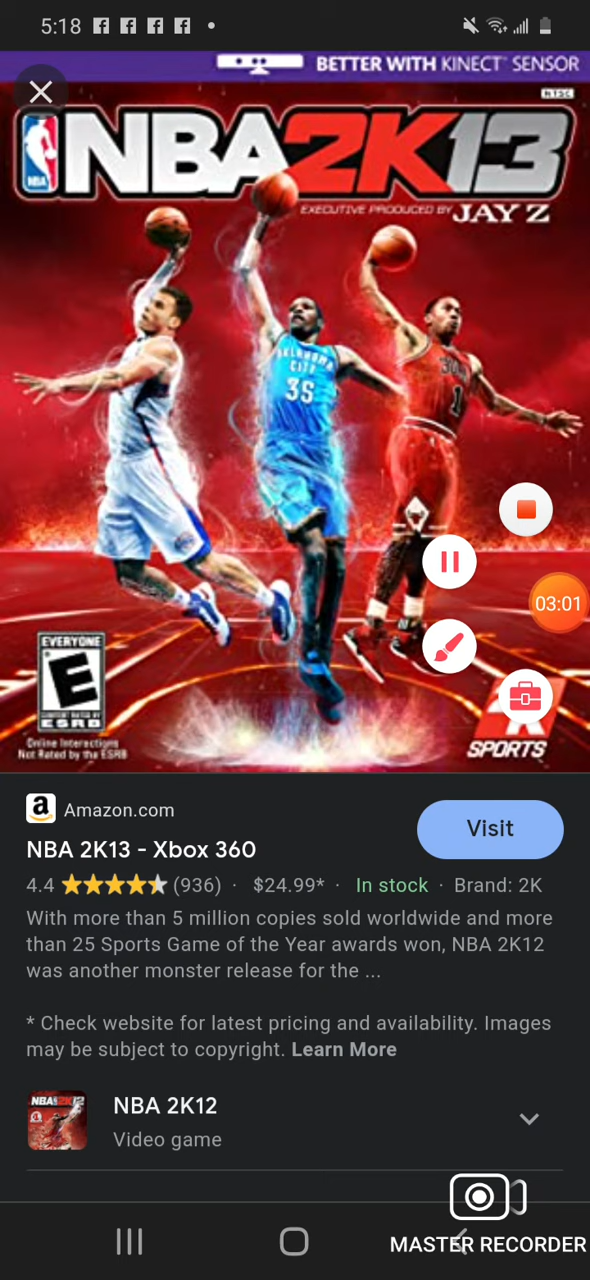 5:18
BETTER WITH KINECT™ SENSOR
NTSC
NBA2K13
NBA
EXECUTIVE PRODUCED BY JAY Z
OKLAHOMA
CITY
35
1
03:01
EVERYONE
E
CONTENT RATED BY
ESRB
Online Interactions
Not Rated by the ESRB
SPORTS
Amazon.com
Visit
NBA 2K13 - Xbox 360
4.4 (936) · $24.99* · In stock · Brand: 2K
With more than 5 million copies sold worldwide and more
than 25 Sports Game of the Year awards won, NBA 2K12
was another monster release for the ...
* Check website for latest pricing and availability. Images
may be subject to copyright. Learn More
NBA 2K12
Video game
MASTER RECORDER